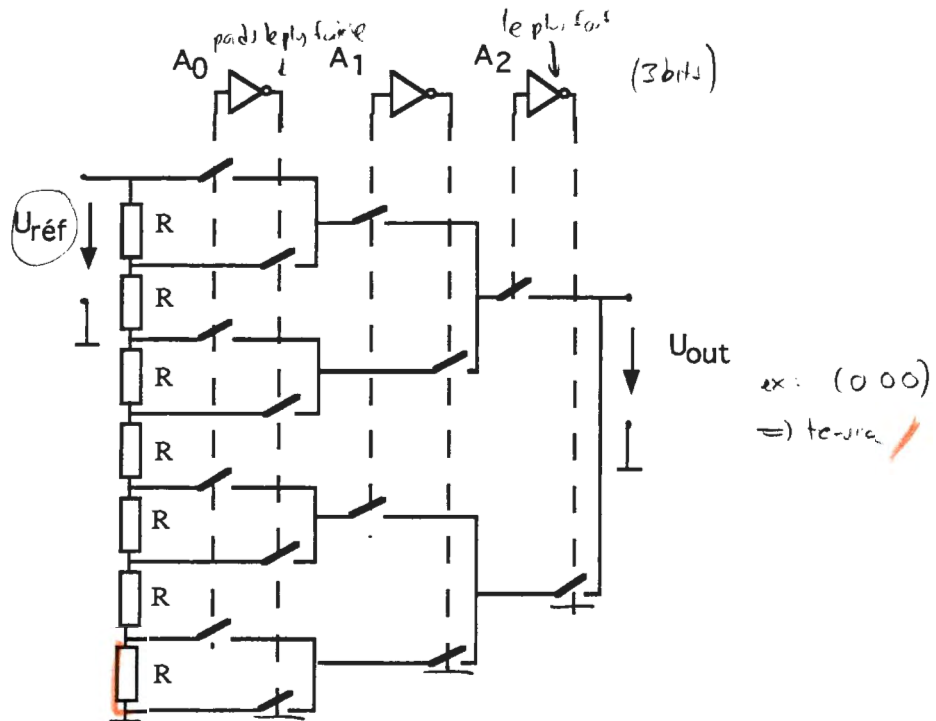 poids le plus faible
le plus fort
A0
A1
A2
(3 bits)
Uréf
R
R
R
R
R
R
R
Uout
ex: (0 0 0)
=)